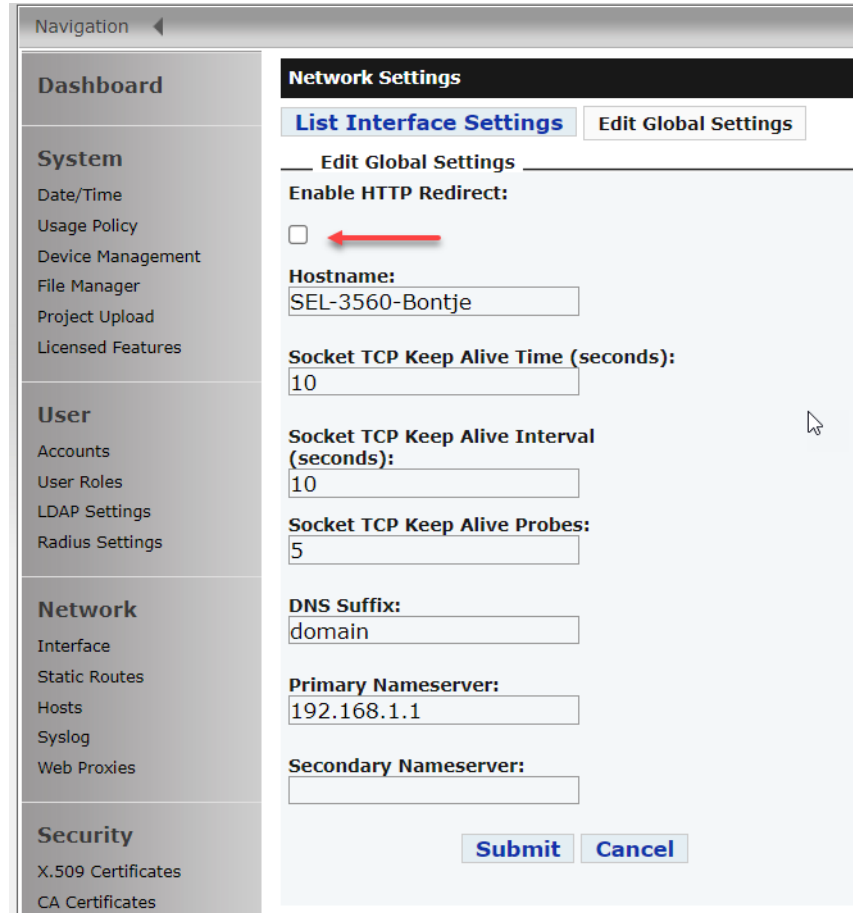 Navigation
Dashboard
System
Date/Time
Usage Policy
Device Management
File Manager
Project Upload
Licensed Features
User
Accounts
User Roles
LDAP Settings
Radius Settings
Network
Interface
Static Routes
Hosts
Syslog
Web Proxies
Security
X.509 Certificates
CA Certificates
Network Settings
List Interface Settings Edit Global Settings
Edit Global Settings
Enable HTTP Redirect:
Hostname:
SEL-3560-Bontje
Socket TCP Keep Alive Time (seconds):
10
Socket TCP Keep Alive Interval
(seconds):
10
Socket TCP Keep Alive Probes:
5
DNS Suffix:
domain
Primary Nameserver:
192.168.1.1
Secondary Nameserver:
Submit Cancel